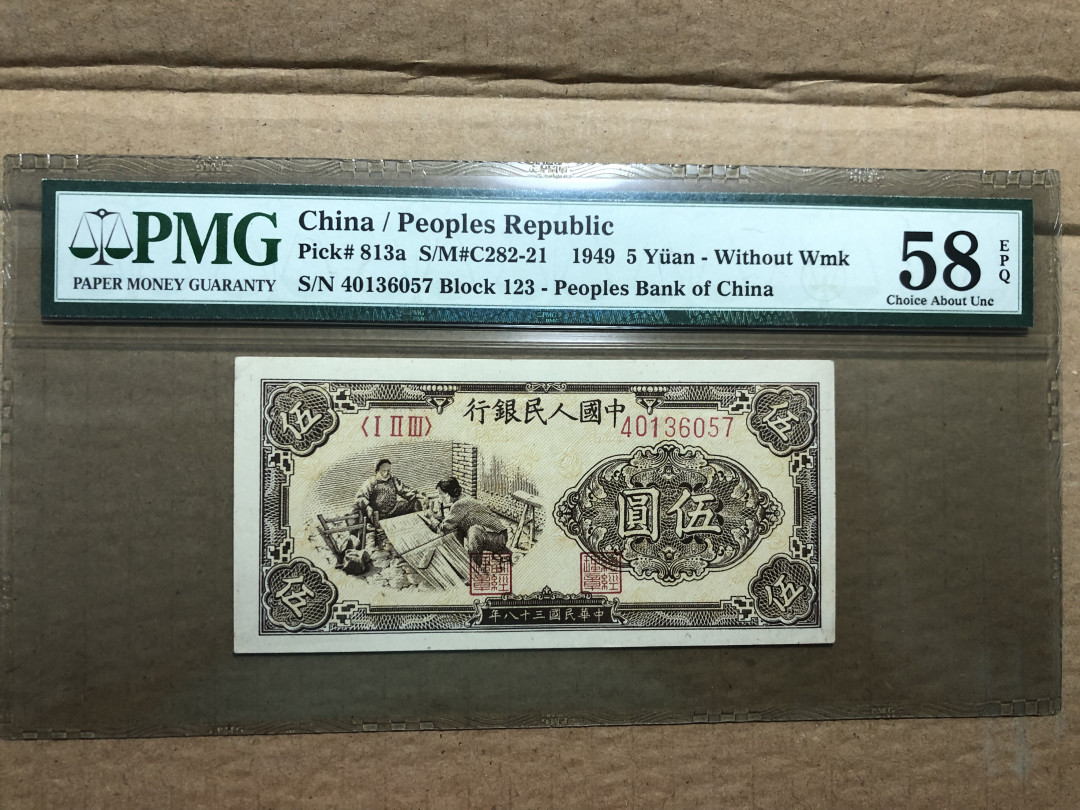 PMG
PAPER MONEY GUARANTY
China / Peoples Republic
Pick# 813a S/M#C282-21 1949 5 Yüan - Without Wmk
S/N 40136057 Block 123 - Peoples Bank of China
58
EPQ
Choice About Unc
行銀民人國中
〈I II III〉
40136057
伍
伍
圓伍
伍
伍
年八十三國民華中